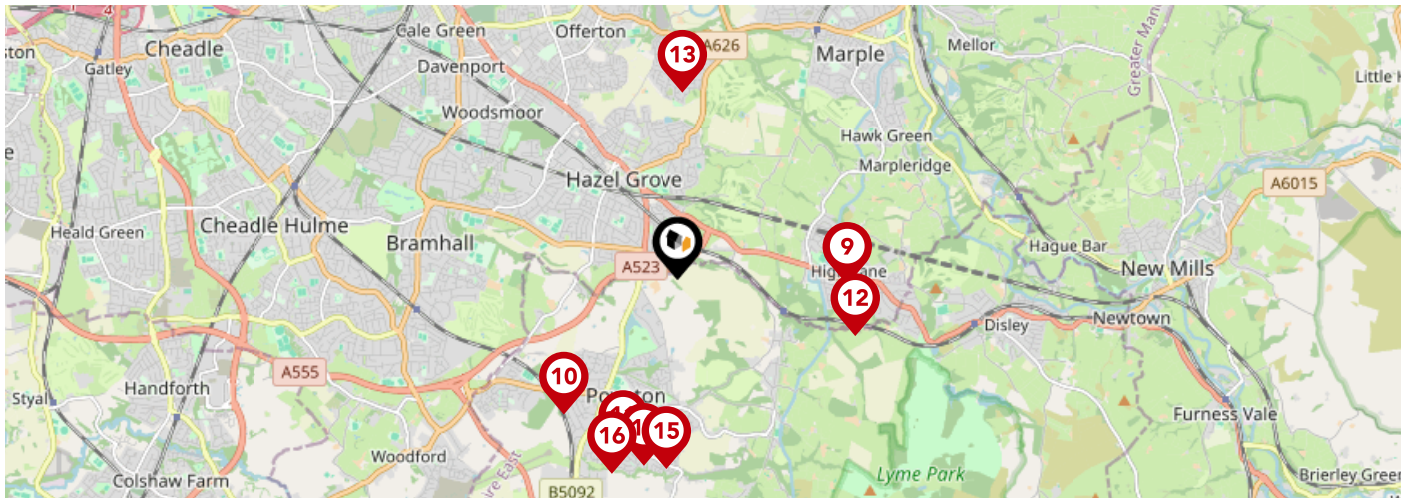 4
Cale Green
Offerton
Cheadle
13
A626
Marple
Mellor
Gatley
Davenport
Woodsmoor
Hawk Green
Marpleridge
Hazel Grove
A6015
Heald Green
Cheadle Hulme
Bramhall
9
Hague Bar
A523
New Mills
12
Disley
Newtown
A555
10
Handforth
Styal
Furness Vale
16
15
Woodford
Lyme Park
Colshaw Farm
B5092
Brierley Green